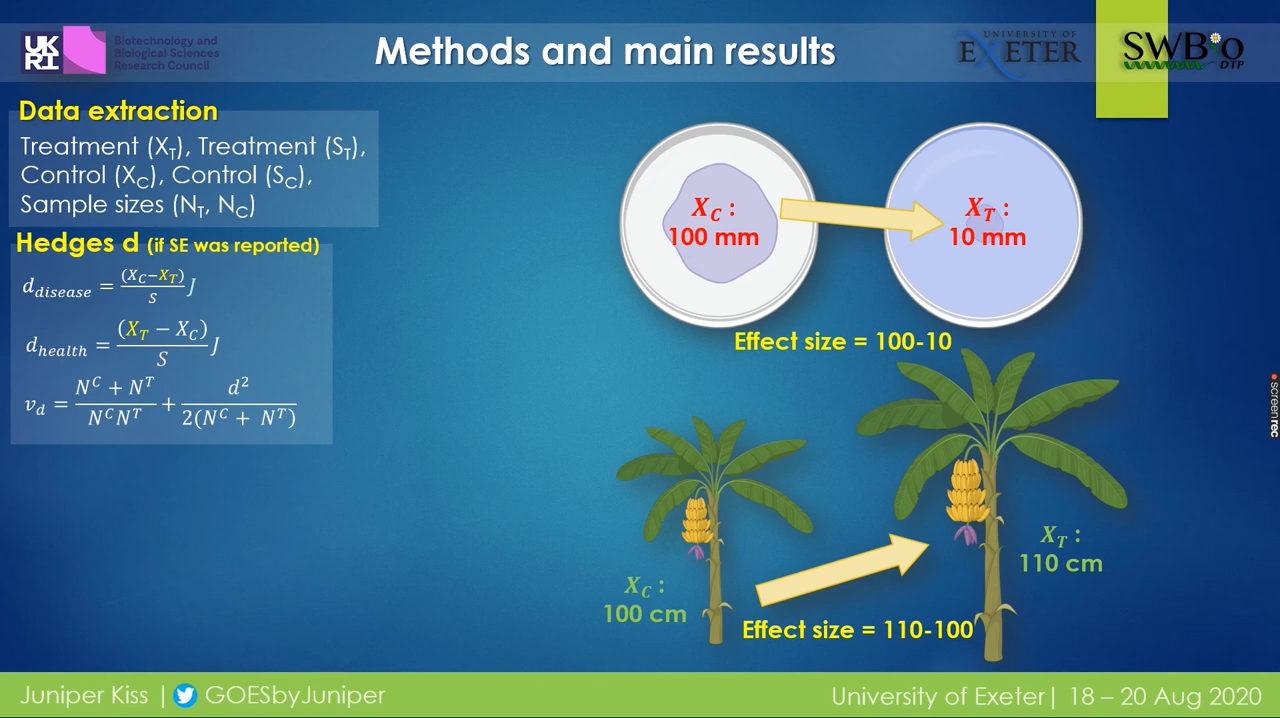 UK
RI
Biotechnology and
Biological Sciences
Research Council
Methods and main results
UNIVERSITY OF
EXETER
SWBio
DTP
Data extraction
Treatment (X_T), Treatment (S_T),
Control (X_C), Control (S_C),
Sample sizes (N_T, N_C)
Hedges d (if SE was reported)
d_disease = (X_C−X_T)/S J
d_health = (X_T − X_C)/S J
v_d = (N^C + N^T)/(N^C N^T) + d^2/(2(N^C + N^T))
X_C :
100 mm
X_T :
10 mm
Effect size = 100-10
X_C :
100 cm
X_T :
110 cm
Effect size = 110-100
screenrec
Juniper Kiss | GOESbyJuniper
University of Exeter| 18 – 20 Aug 2020